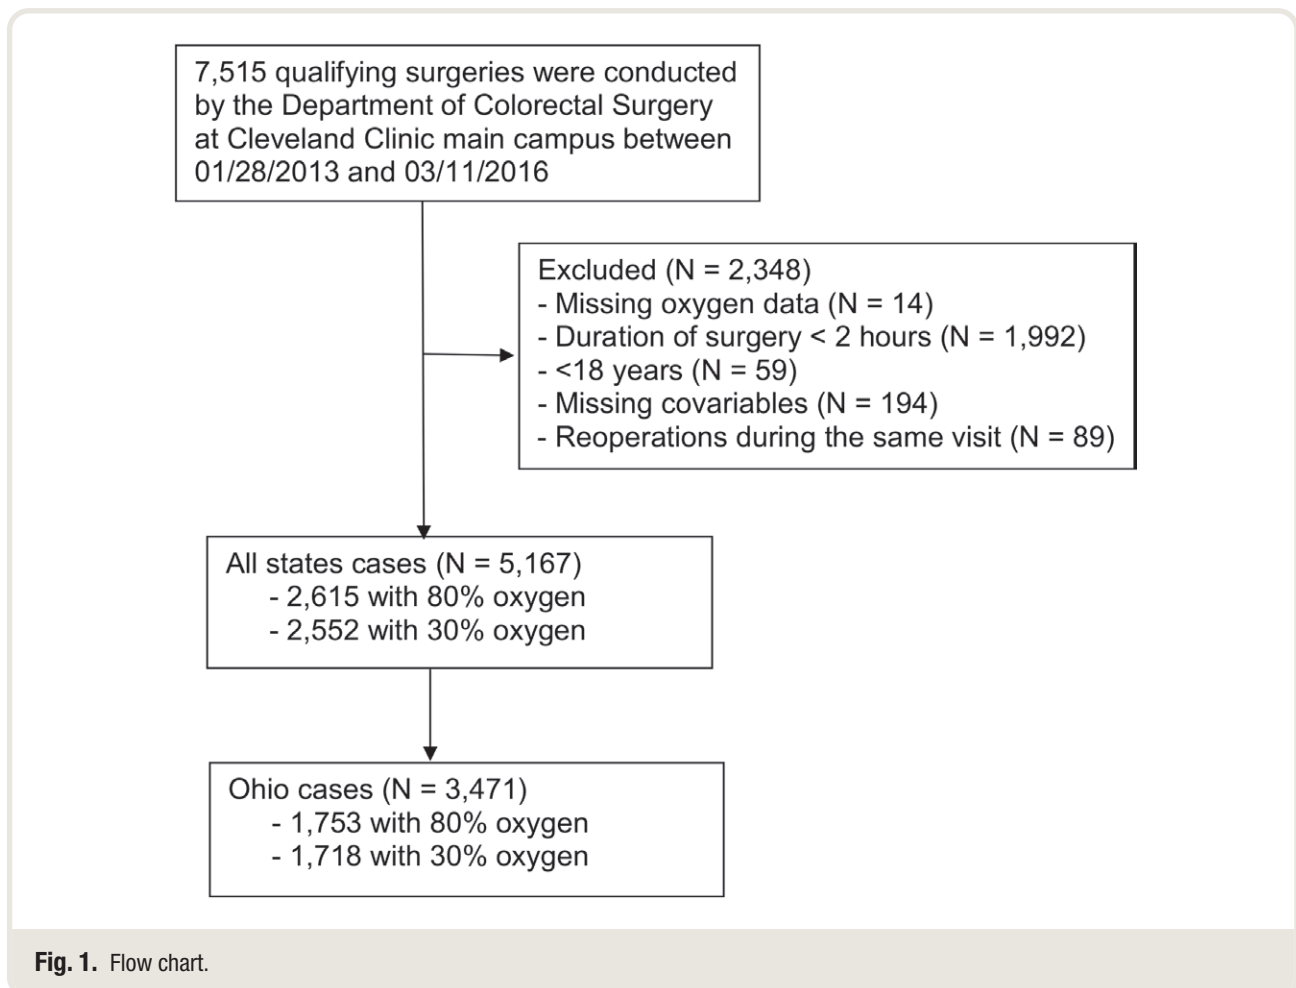 7,515 qualifying surgeries were conducted
by the Department of Colorectal Surgery
at Cleveland Clinic main campus between
01/28/2013 and 03/11/2016
Excluded (N = 2,348)
- Missing oxygen data (N = 14)
- Duration of surgery < 2 hours (N = 1,992)
- <18 years (N = 59)
- Missing covariables (N = 194)
- Reoperations during the same visit (N = 89)
All states cases (N = 5,167)
- 2,615 with 80% oxygen
- 2,552 with 30% oxygen
Ohio cases (N = 3,471)
- 1,753 with 80% oxygen
- 1,718 with 30% oxygen
Fig. 1. Flow chart.